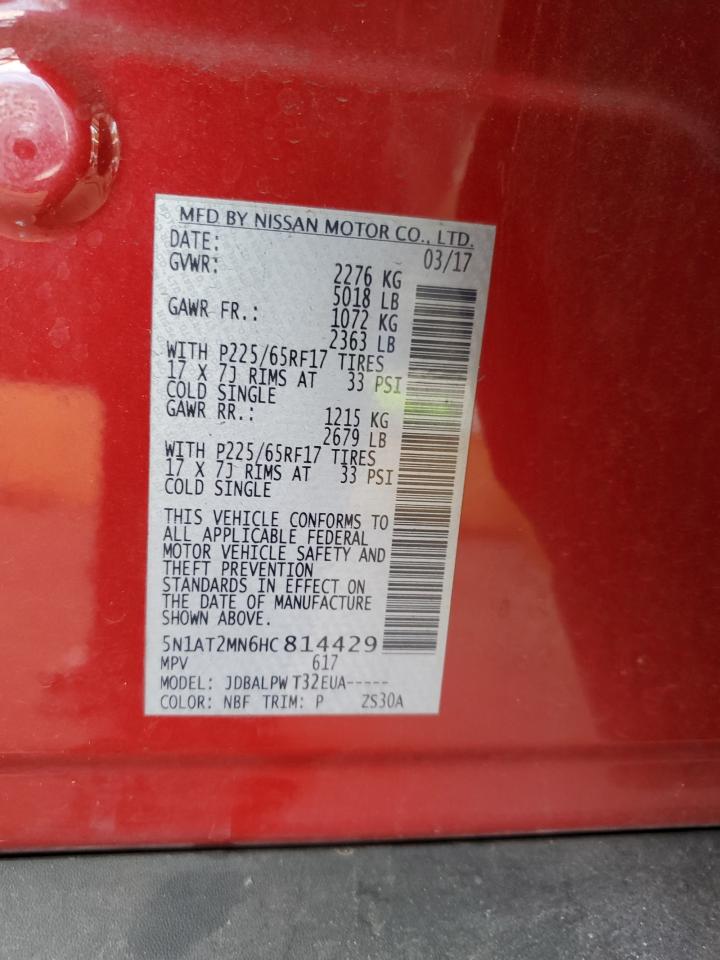 MFD BY NISSAN MOTOR CO., LTD.
DATE: 03/17
GVWR: 2276 KG
5018 LB
GAWR FR.: 1072 KG
2363 LB
WITH P225/65RF17 TIRES
17 X 7J RIMS AT 33 PSI
COLD SINGLE
GAWR RR.: 1215 KG
2679 LB
WITH P225/65RF17 TIRES
17 X 7J RIMS AT 33 PSI
COLD SINGLE
THIS VEHICLE CONFORMS TO
ALL APPLICABLE FEDERAL
MOTOR VEHICLE SAFETY AND
THEFT PREVENTION
STANDARDS IN EFFECT ON
THE DATE OF MANUFACTURE
SHOWN ABOVE.
5N1AT2MN6HC814429
MPV 617
MODEL: JDBALPW T32EUA-----
COLOR: NBF TRIM: P ZS30A